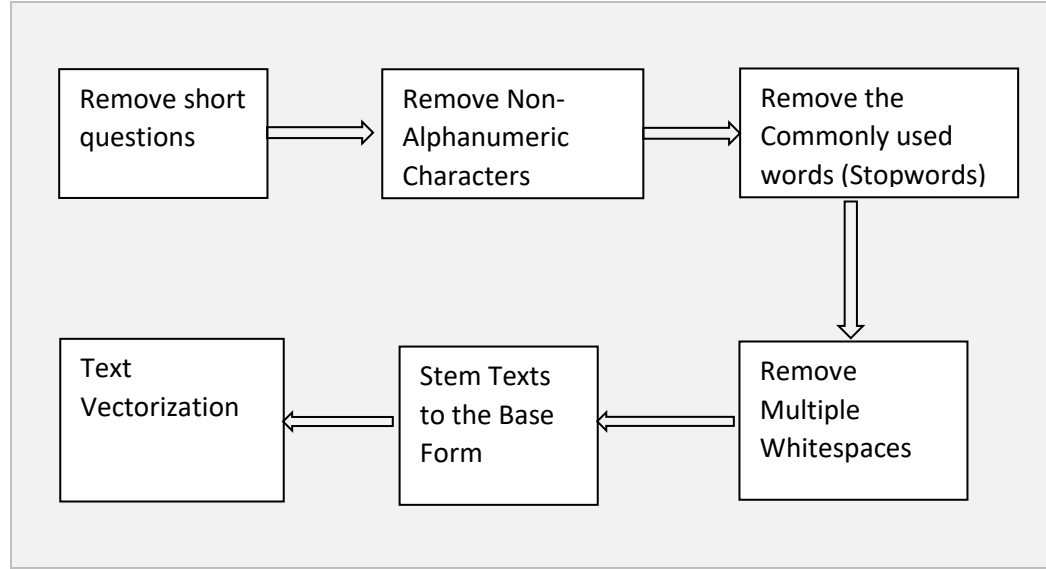 Remove short
questions
Remove Non-
Alphanumeric
Characters
Remove the
Commonly used
words (Stopwords)
Remove
Multiple
Whitespaces
Stem Texts
to the Base
Form
Text
Vectorization